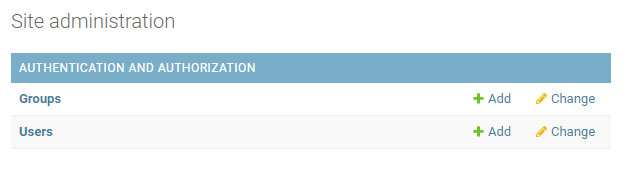 Site administration
AUTHENTICATION AND AUTHORIZATION
Groups Add Change
Users Add Change